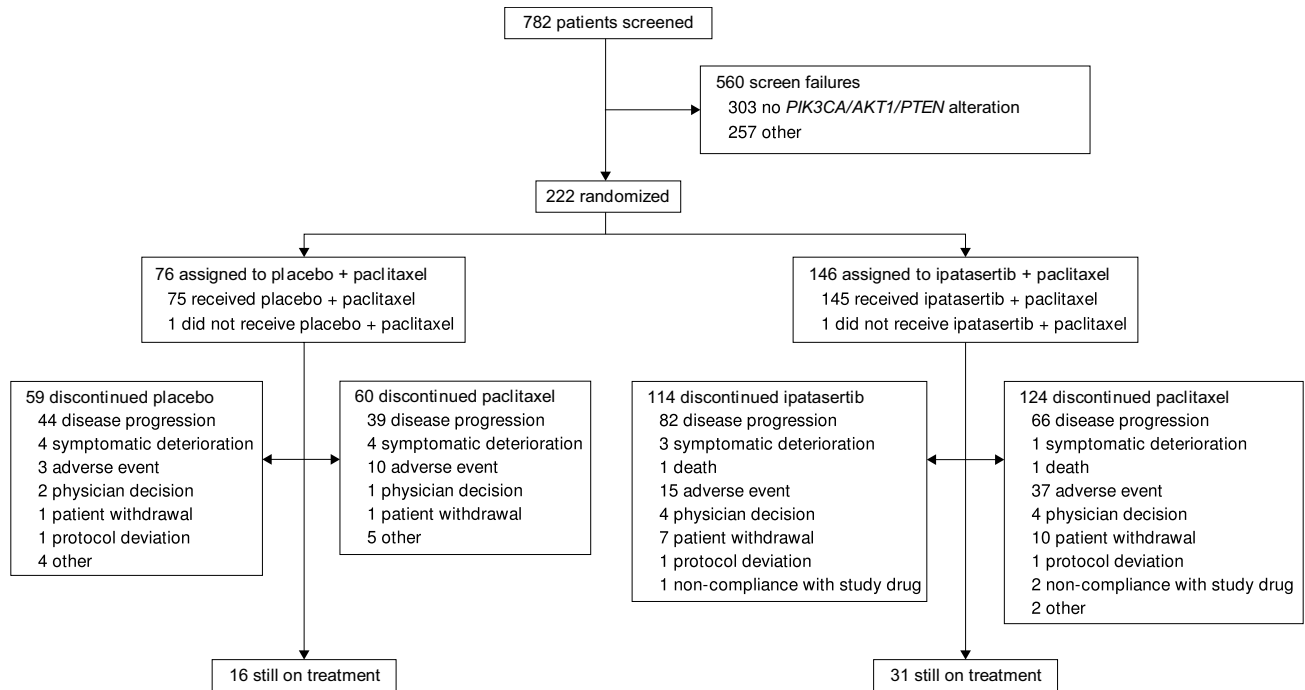 782 patients screened
560 screen failures
303 no PIK3CA/AKT1/PTEN alteration
257 other
222 randomized
76 assigned to placebo + paclitaxel
75 received placebo + paclitaxel
1 did not receive placebo + paclitaxel
146 assigned to ipatasertib + paclitaxel
145 received ipatasertib + paclitaxel
1 did not receive ipatasertib + paclitaxel
59 discontinued placebo
44 disease progression
4 symptomatic deterioration
3 adverse event
2 physician decision
1 patient withdrawal
1 protocol deviation
4 other
60 discontinued paclitaxel
39 disease progression
4 symptomatic deterioration
10 adverse event
1 physician decision
1 patient withdrawal
5 other
114 discontinued ipatasertib
82 disease progression
3 symptomatic deterioration
1 death
15 adverse event
4 physician decision
7 patient withdrawal
1 protocol deviation
1 non-compliance with study drug
124 discontinued paclitaxel
66 disease progression
1 symptomatic deterioration
1 death
37 adverse event
4 physician decision
10 patient withdrawal
1 protocol deviation
2 non-compliance with study drug
2 other
16 still on treatment
31 still on treatment